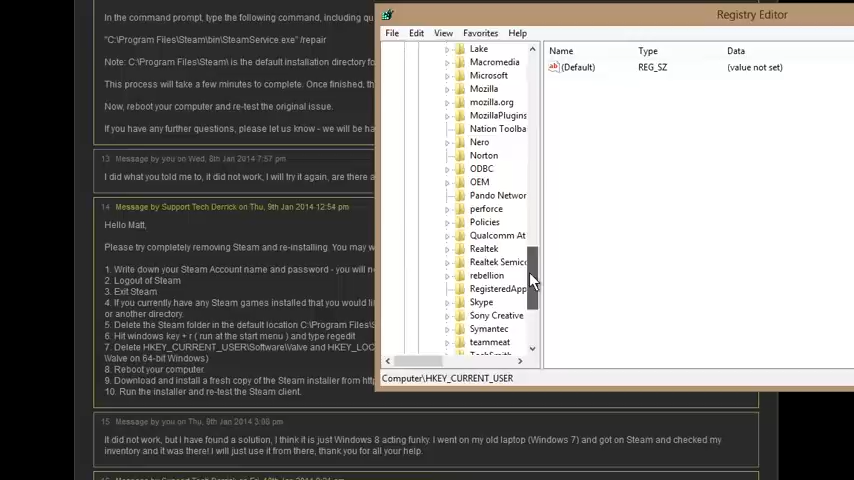 In the command prompt, type the following command, including qu
"C:\Program Files\Steam\bin\SteamService.exe" /repair
Note: C:\Program Files\Steam\ is the default installation directory fo
This process will take a few minutes to complete. Once finished, th
Now, reboot your computer and re-test the original issue.
If you have any further questions, please let us know - we will be ha
13 Message by you on Wed, 8th Jan 2014 7:57 pm
I did what you told me to, it did not work, I will try it again, are there a
14 Message by Support Tech Derrick on Thu, 9th Jan 2014 12:54 pm
Hello Matt,
Please try completely removing Steam and re-installing. You may w
1. Write down your Steam Account name and password - you will n
2. Logout of Steam
3. Exit Steam
4. If you currently have any Steam games installed that you would li
or another directory.
5. Delete the Steam folder in the default location C:\Program Files\S
6. Hit windows key + r ( run at the start menu ) and type regedit
7. Delete HKEY_CURRENT_USER\Software\Valve and HKEY_LOC
Valve on 64-bit Windows)
8. Reboot your computer
9. Download and install a fresh copy of the Steam installer from htt
10. Run the installer and re-test the Steam client.
15 Message by you on Thu, 9th Jan 2014 3:08 pm
It did not work, but I have found a solution, I think it is just Windows 8 acting funky. I went on my old laptop (Windows 7) and got on Steam and checked my
inventory and it was there! I will just use it from there, thank you for all your help.
Registry Editor
File Edit View Favorites Help
Lake
Macromedia
Microsoft
Mozilla
mozilla.org
MozillaPlugins
Nation Toolba
Nero
Norton
ODBC
OEM
Pando Networ
perforce
Policies
Qualcomm At
Realtek
Realtek Semico
rebellion
RegisteredApp
Skype
Sony Creative
Symantec
teammeat
TechSmith
Name Type Data
ab (Default) REG_SZ (value not set)
Computer\HKEY_CURRENT_USER